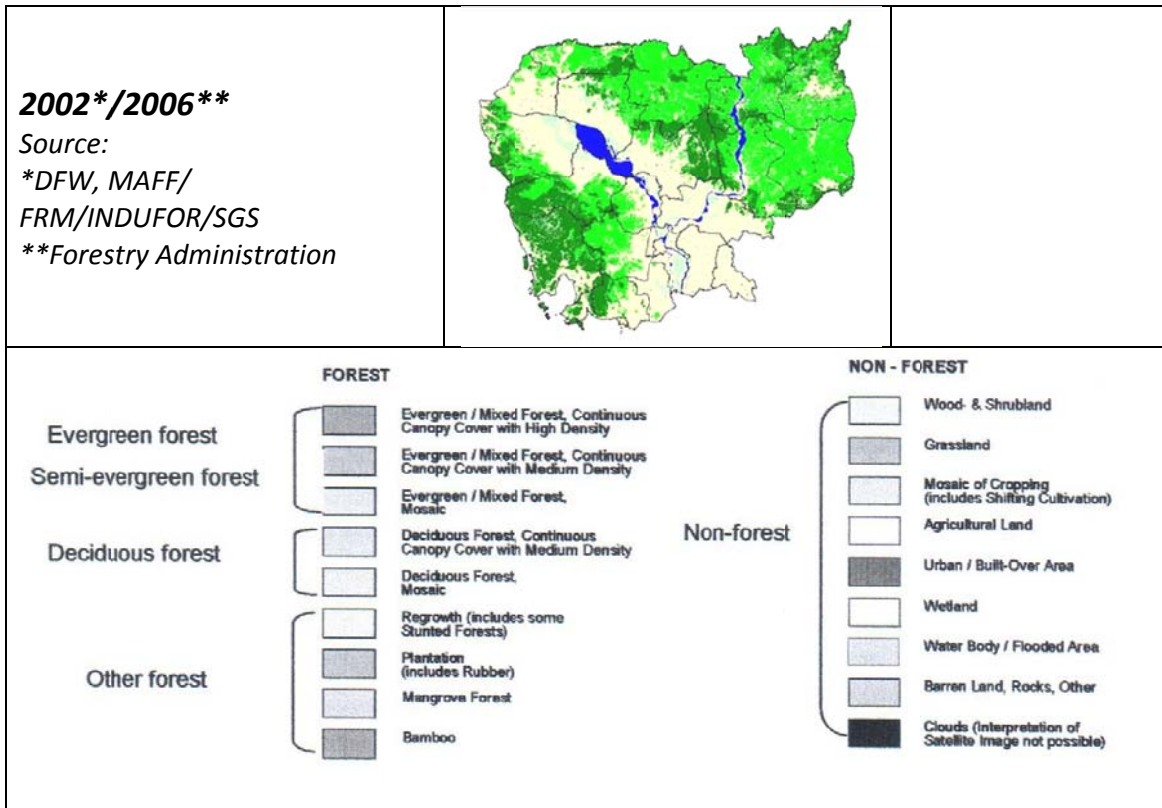 2002*/2006**
Source:
*DFW, MAFF/
FRM/INDUFOR/SGS
**Forestry Administration
FOREST
Evergreen forest
Semi-evergreen forest
Evergreen / Mixed Forest, Continuous
Canopy Cover with High Density
Evergreen / Mixed Forest, Continuous
Canopy Cover with Medium Density
Evergreen / Mixed Forest,
Mosaic
Deciduous forest
Deciduous Forest, Continuous
Canopy Cover with Medium Density
Deciduous Forest,
Mosaic
Other forest
Regrowth (includes some
Stunted Forests)
Plantation
(includes Rubber)
Mangrove Forest
Bamboo
NON - FOREST
Non-forest
Wood- & Shrubland
Grassland
Mosaic of Cropping
(includes Shifting Cultivation)
Agricultural Land
Urban / Built-Over Area
Wetland
Water Body / Flooded Area
Barren Land, Rocks, Other
Clouds (Interpretation of
Satellite Image not possible)